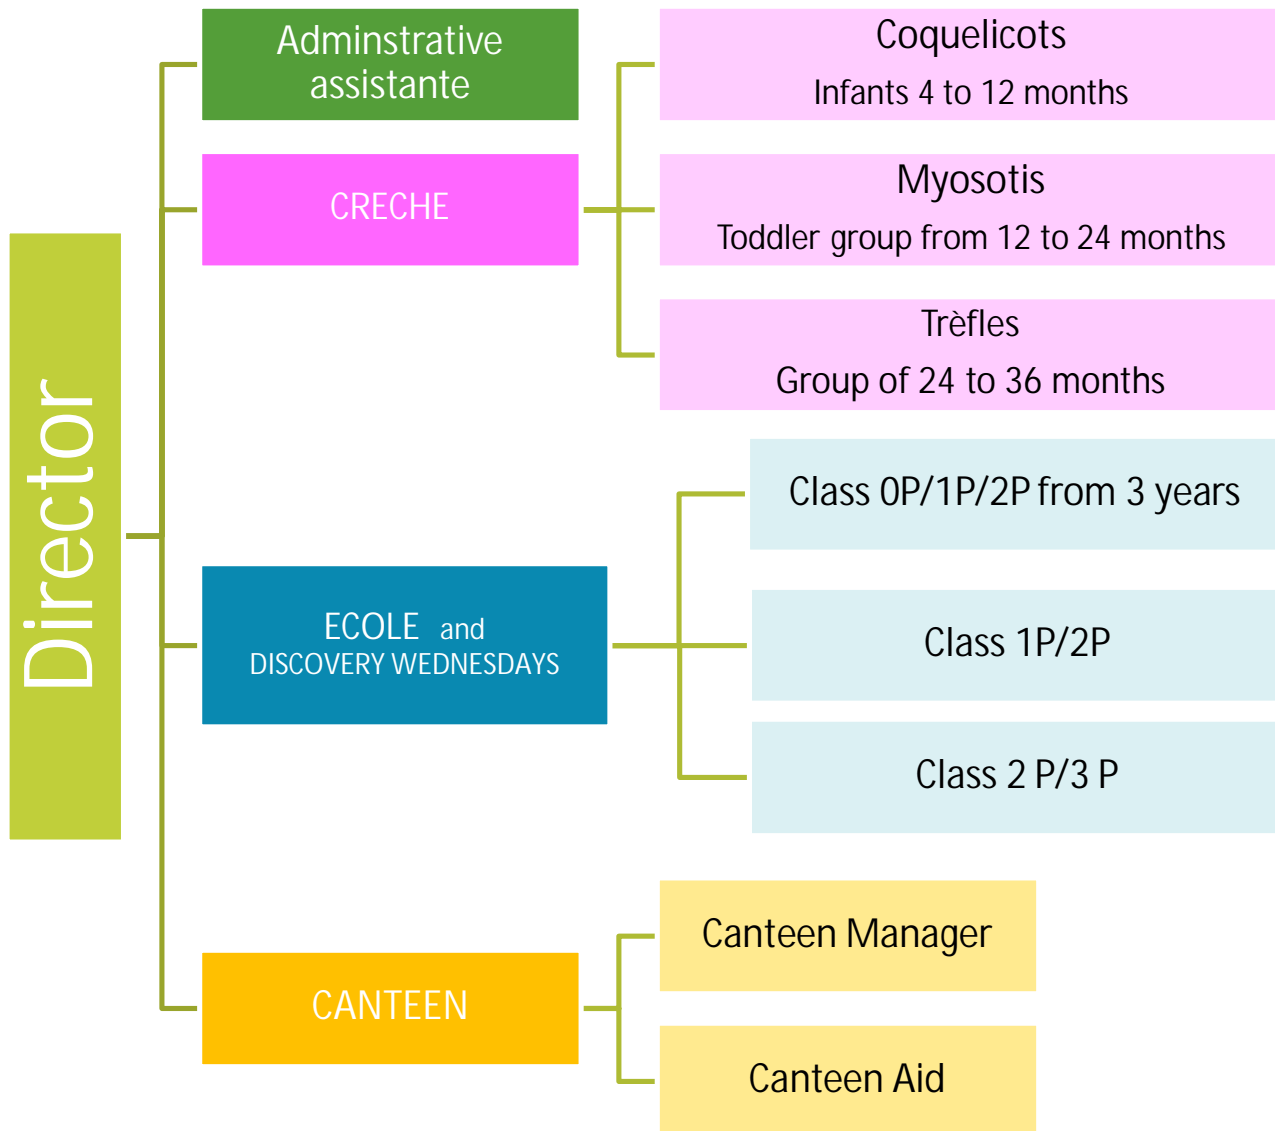 Director
Adminstrative
assistante
CRECHE
Coquelicots
Infants 4 to 12 months
Myosotis
Toddler group from 12 to 24 months
Trèfles
Group of 24 to 36 months
ECOLE and
DISCOVERY WEDNESDAYS
Class 0P/1P/2P from 3 years
Class 1P/2P
Class 2 P/3 P
CANTEEN
Canteen Manager
Canteen Aid